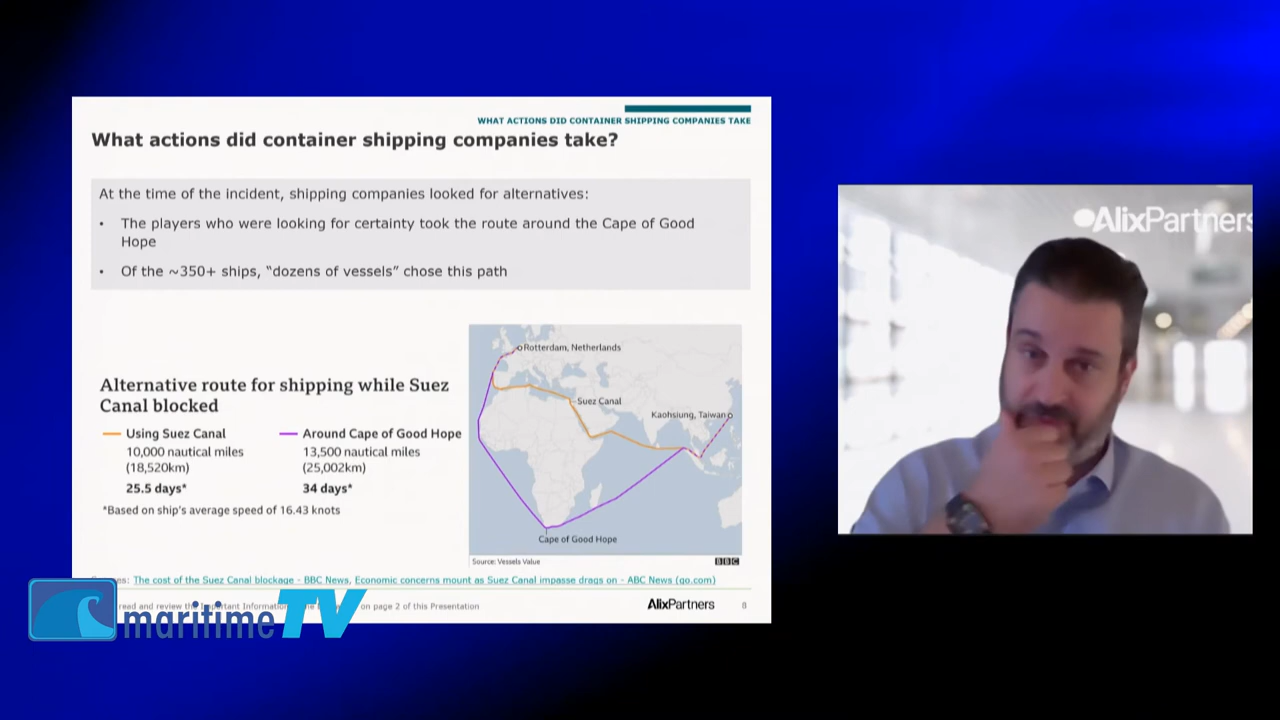 WHAT ACTIONS DID CONTAINER SHIPPING COMPANIES TAKE
What actions did container shipping companies take?
At the time of the incident, shipping companies looked for alternatives:
• The players who were looking for certainty took the route around the Cape of Good
Hope
• Of the ~350+ ships, “dozens of vessels” chose this path
Alternative route for shipping while Suez
Canal blocked
Using Suez Canal
10,000 nautical miles
(18,520km)
25.5 days*
Around Cape of Good Hope
13,500 nautical miles
(25,002km)
34 days*
*Based on ship's average speed of 16.43 knots
Rotterdam, Netherlands
Suez Canal
Kaohsiung, Taiwan
Cape of Good Hope
Source: Vessels Value
BBC
The cost of the Suez Canal blockage - BBC News, Economic concerns mount as Suez Canal impasse drags on - ABC News (go.com)
read and review the Important Information on page 2 of this Presentation
AlixPartners
8
maritimeTV
AlixPartners